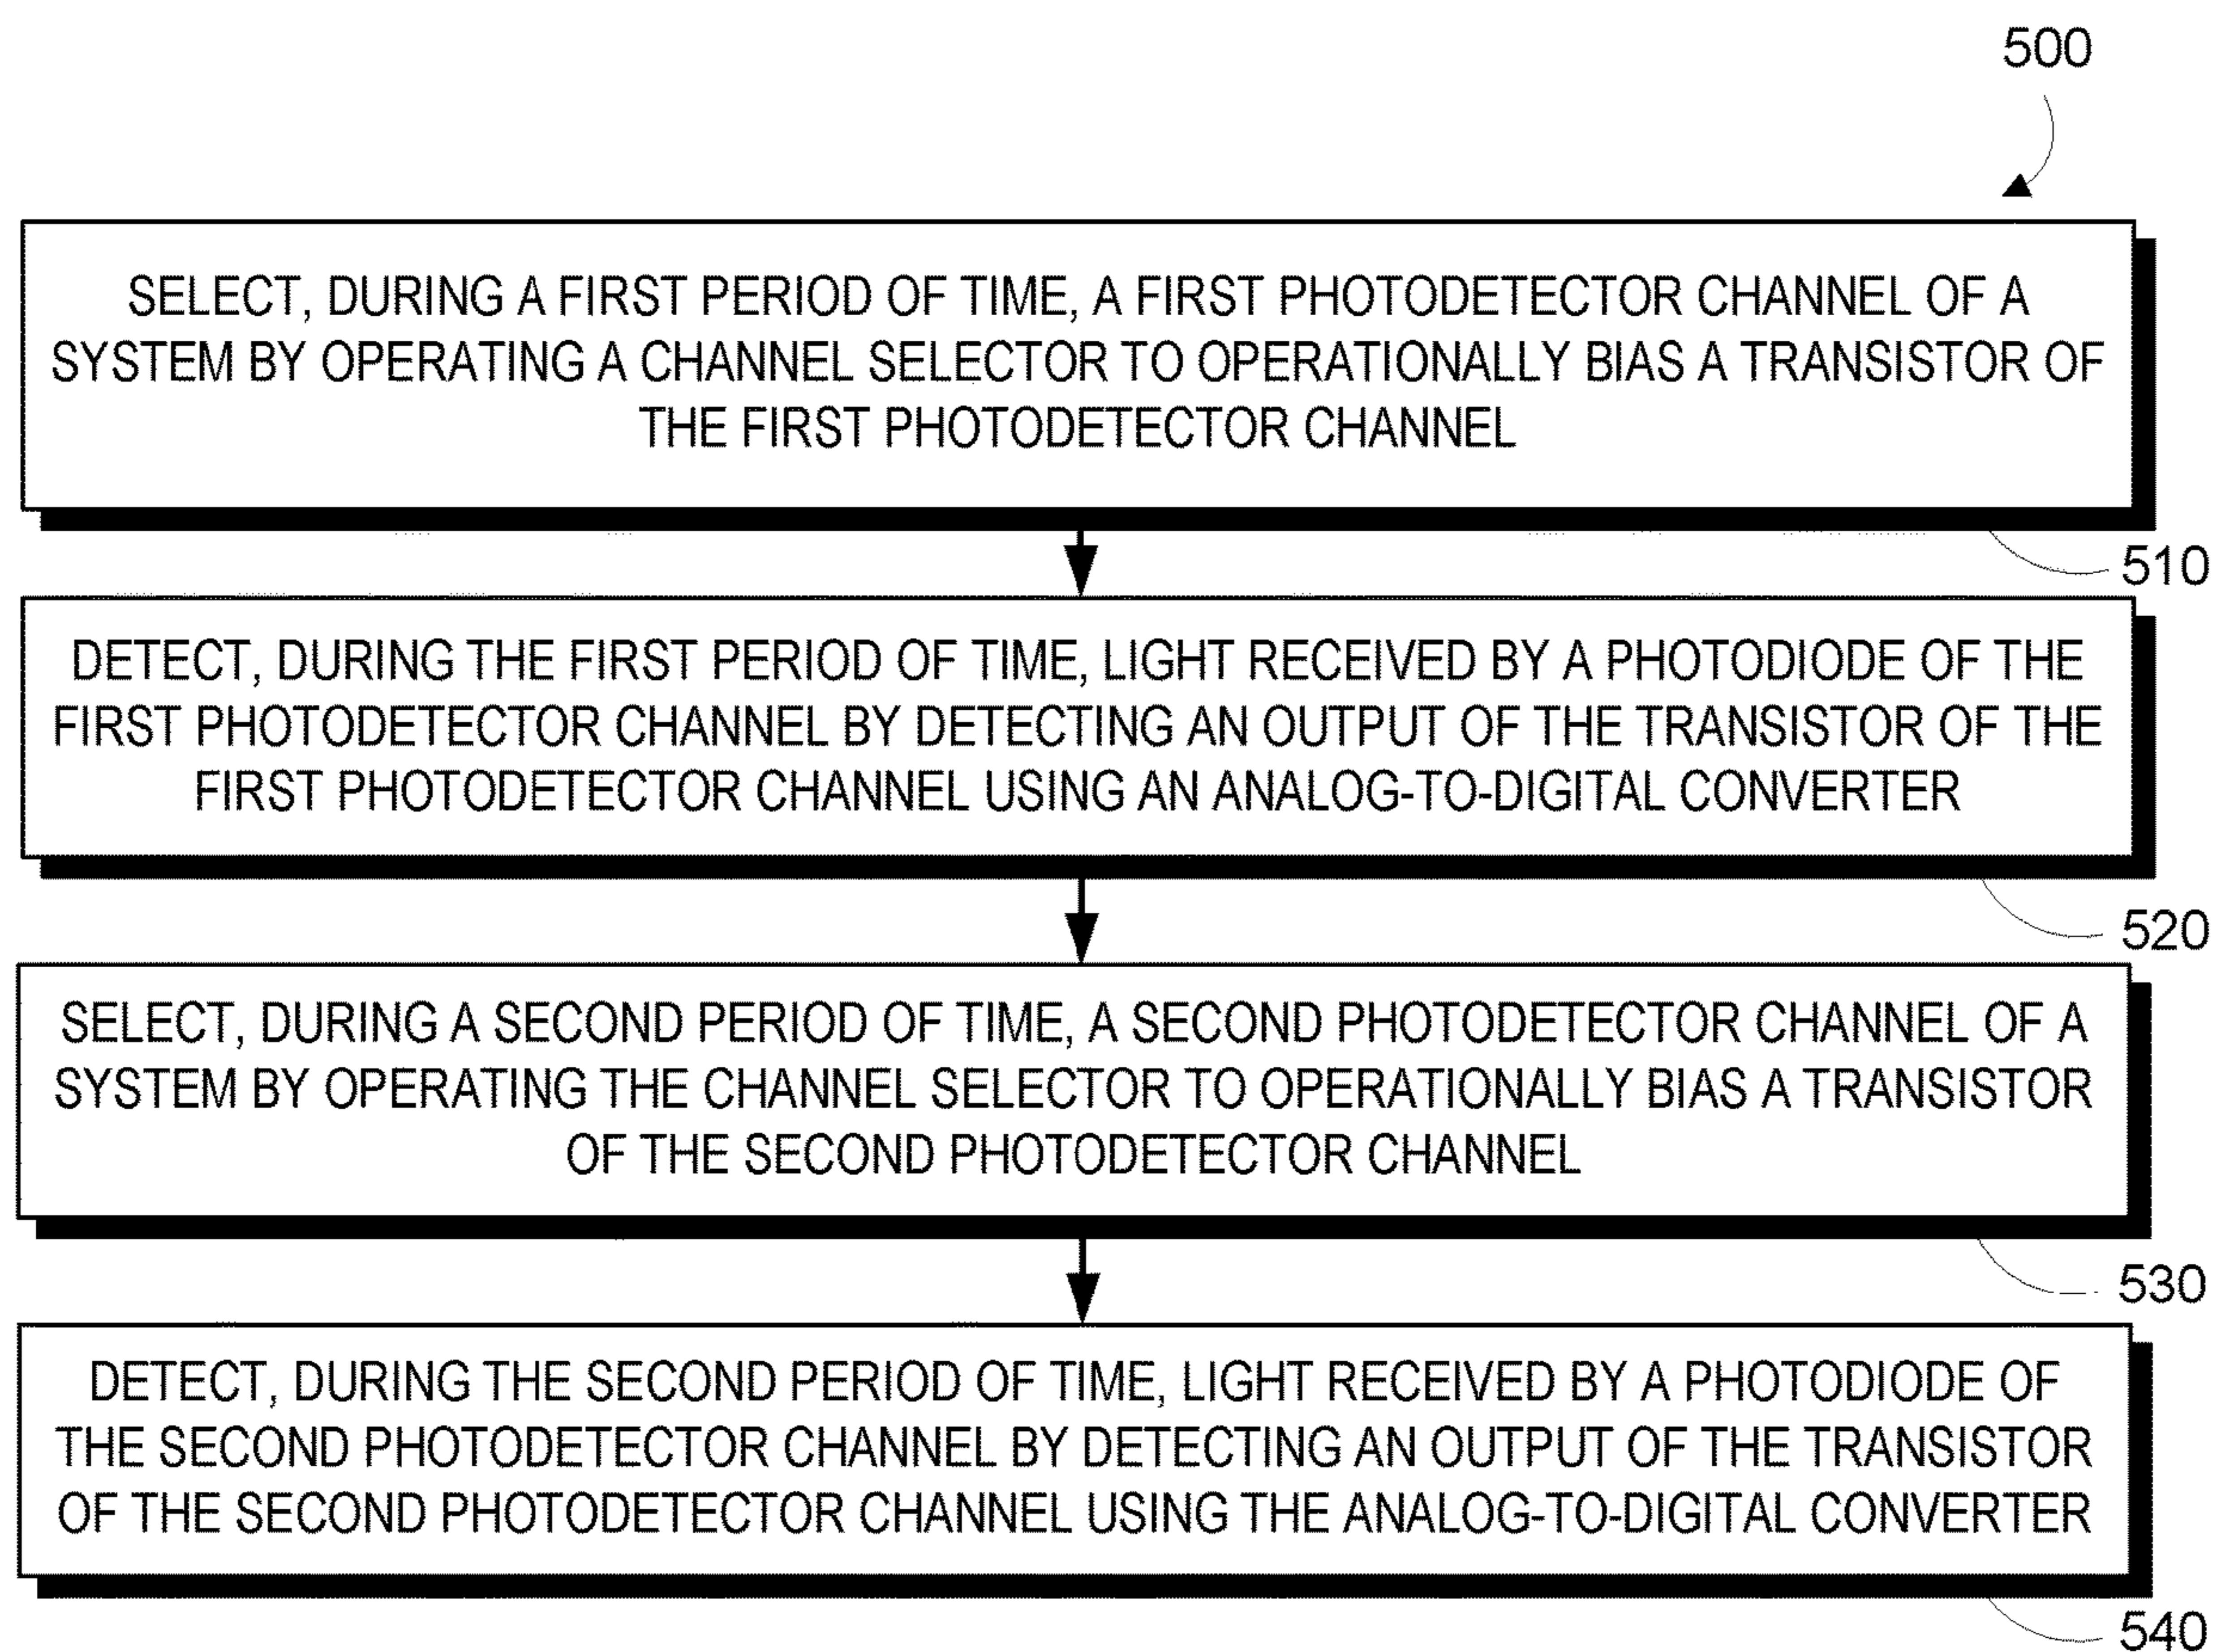 500
SELECT, DURING A FIRST PERIOD OF TIME, A FIRST PHOTODETECTOR CHANNEL OF A
SYSTEM BY OPERATING A CHANNEL SELECTOR TO OPERATIONALLY BIAS A TRANSISTOR OF
THE FIRST PHOTODETECTOR CHANNEL
510
DETECT, DURING THE FIRST PERIOD OF TIME, LIGHT RECEIVED BY A PHOTODIODE OF THE
FIRST PHOTODETECTOR CHANNEL BY DETECTING AN OUTPUT OF THE TRANSISTOR OF THE
FIRST PHOTODETECTOR CHANNEL USING AN ANALOG-TO-DIGITAL CONVERTER
520
SELECT, DURING A SECOND PERIOD OF TIME, A SECOND PHOTODETECTOR CHANNEL OF A
SYSTEM BY OPERATING THE CHANNEL SELECTOR TO OPERATIONALLY BIAS A TRANSISTOR
OF THE SECOND PHOTODETECTOR CHANNEL
530
DETECT, DURING THE SECOND PERIOD OF TIME, LIGHT RECEIVED BY A PHOTODIODE OF
THE SECOND PHOTODETECTOR CHANNEL BY DETECTING AN OUTPUT OF THE TRANSISTOR
OF THE SECOND PHOTODETECTOR CHANNEL USING THE ANALOG-TO-DIGITAL CONVERTER
540